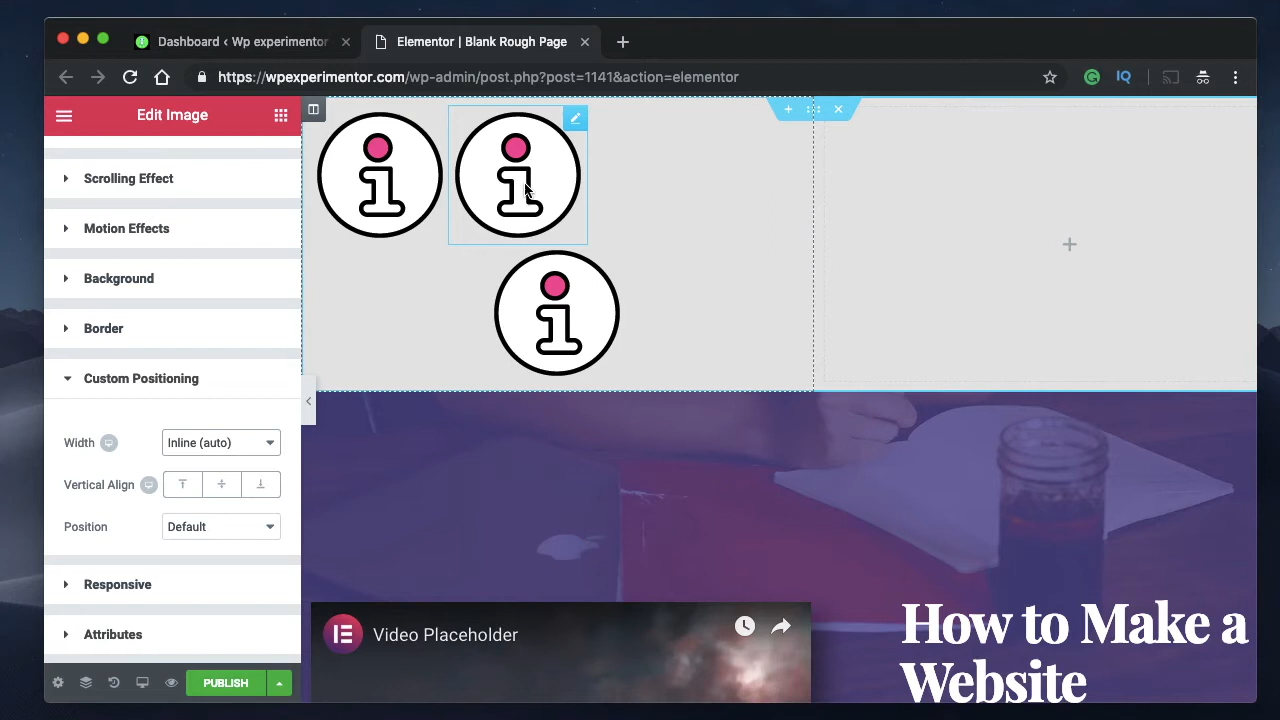 Dashboard ‹ Wp experimentor
Elementor | Blank Rough Page
https://wpexperimentor.com/wp-admin/post.php?post=1141&action=elementor
IQ
Edit Image
Scrolling Effect
Motion Effects
Background
Border
Custom Positioning
Width
Inline (auto)
Vertical Align
Position
Default
Responsive
Attributes
PUBLISH
Video Placeholder
How to Make a
Website